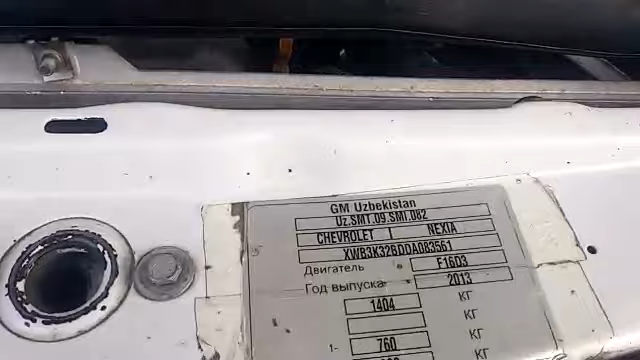 GM Uzbekistan
Uz.SMT.09.SMI.082
CHEVROLET | NEXIA
XWB3K32BDDA083561
Двигатель F16D3
Год выпуска 2013
1404 КГ
КГ
1- 760 КГ
КГ